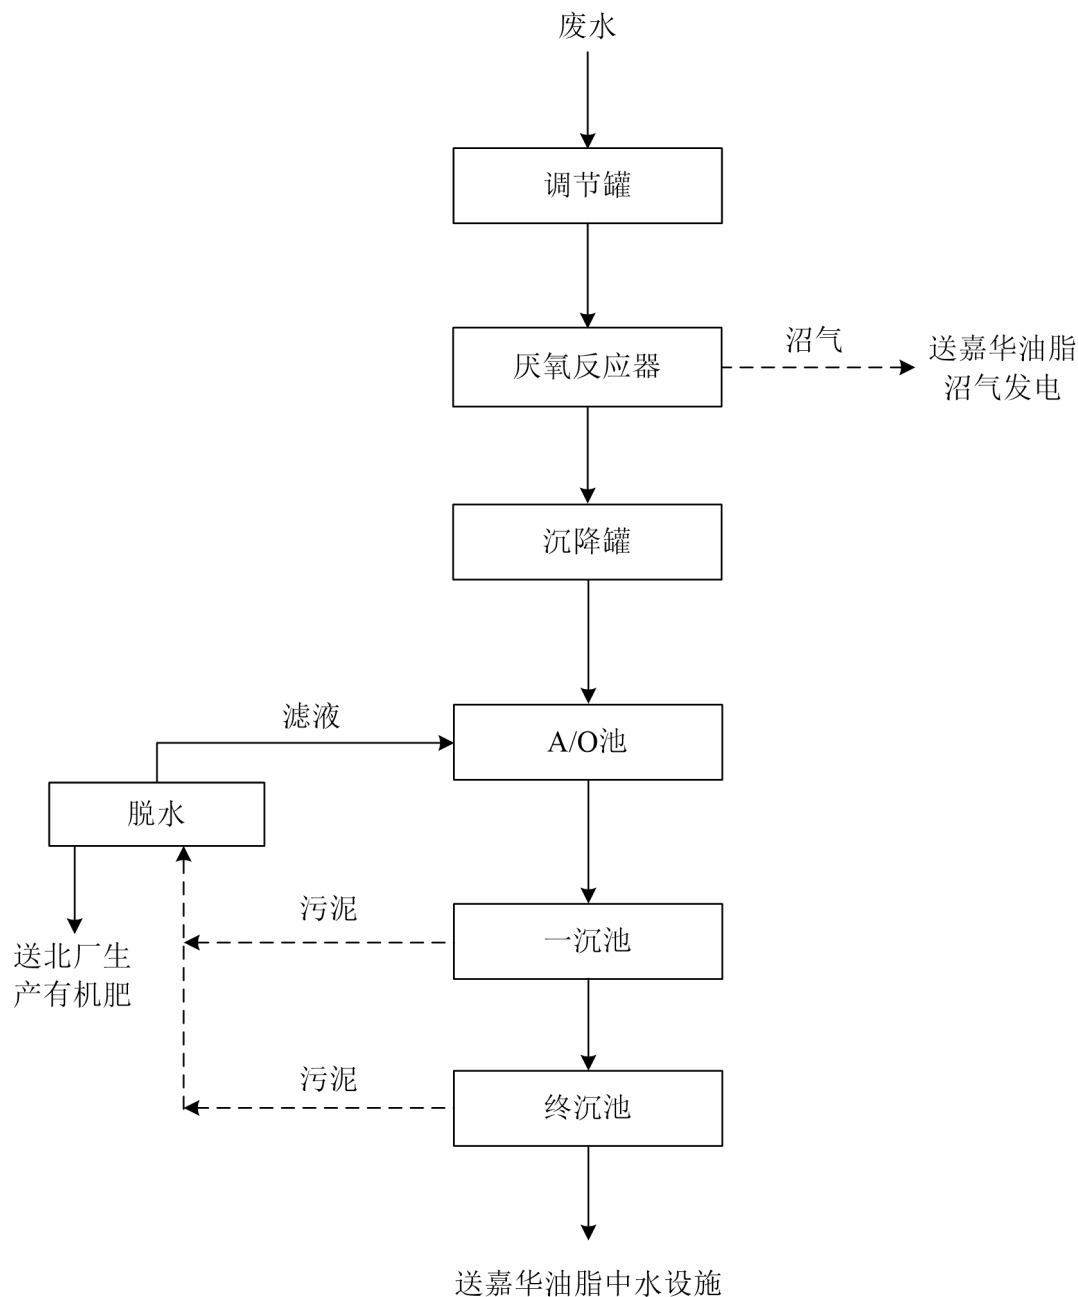 废水
调节罐
厌氧反应器
沼气
送嘉华油脂
沼气发电
沉降罐
滤液
A/O池
脱水
污泥
一沉池
送北厂生
产有机肥
污泥
终沉池
送嘉华油脂中水设施